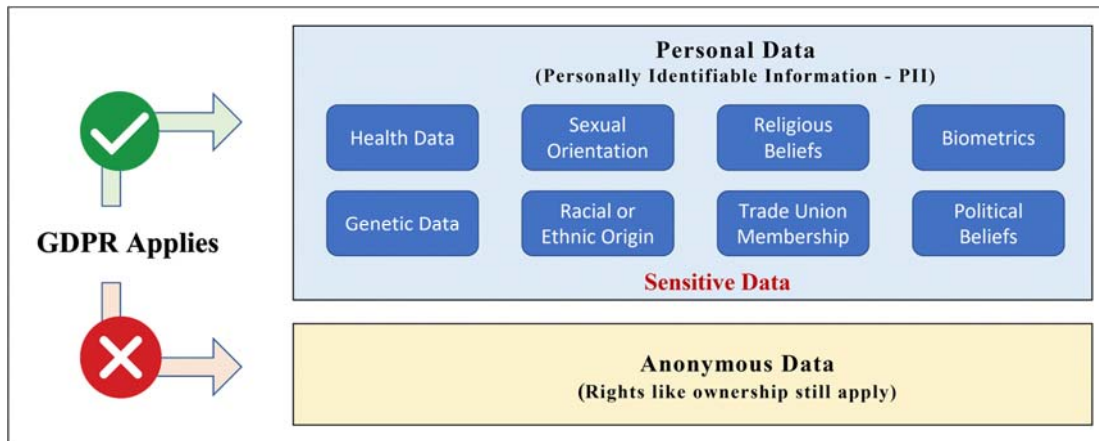 Personal Data
(Personally Identifiable Information - PII)
Health Data
Sexual
Orientation
Religious
Beliefs
Biometrics
Genetic Data
Racial or
Ethnic Origin
Trade Union
Membership
Political
Beliefs
Sensitive Data
GDPR Applies
Anonymous Data
(Rights like ownership still apply)